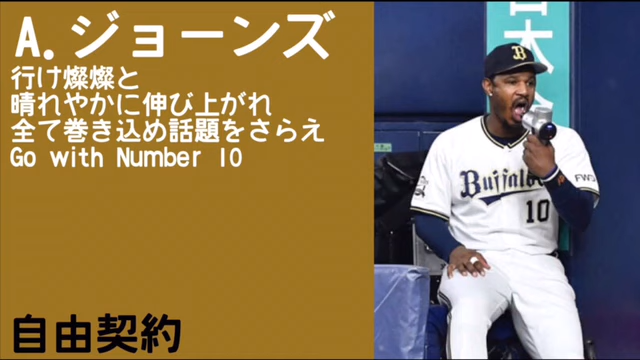 A.ジョーンズ
行け燦燦と
晴れやかに伸び上がれ
全て巻き込め話題をさらえ
Go with Number 10
自由契約
B
Buffaloes
10